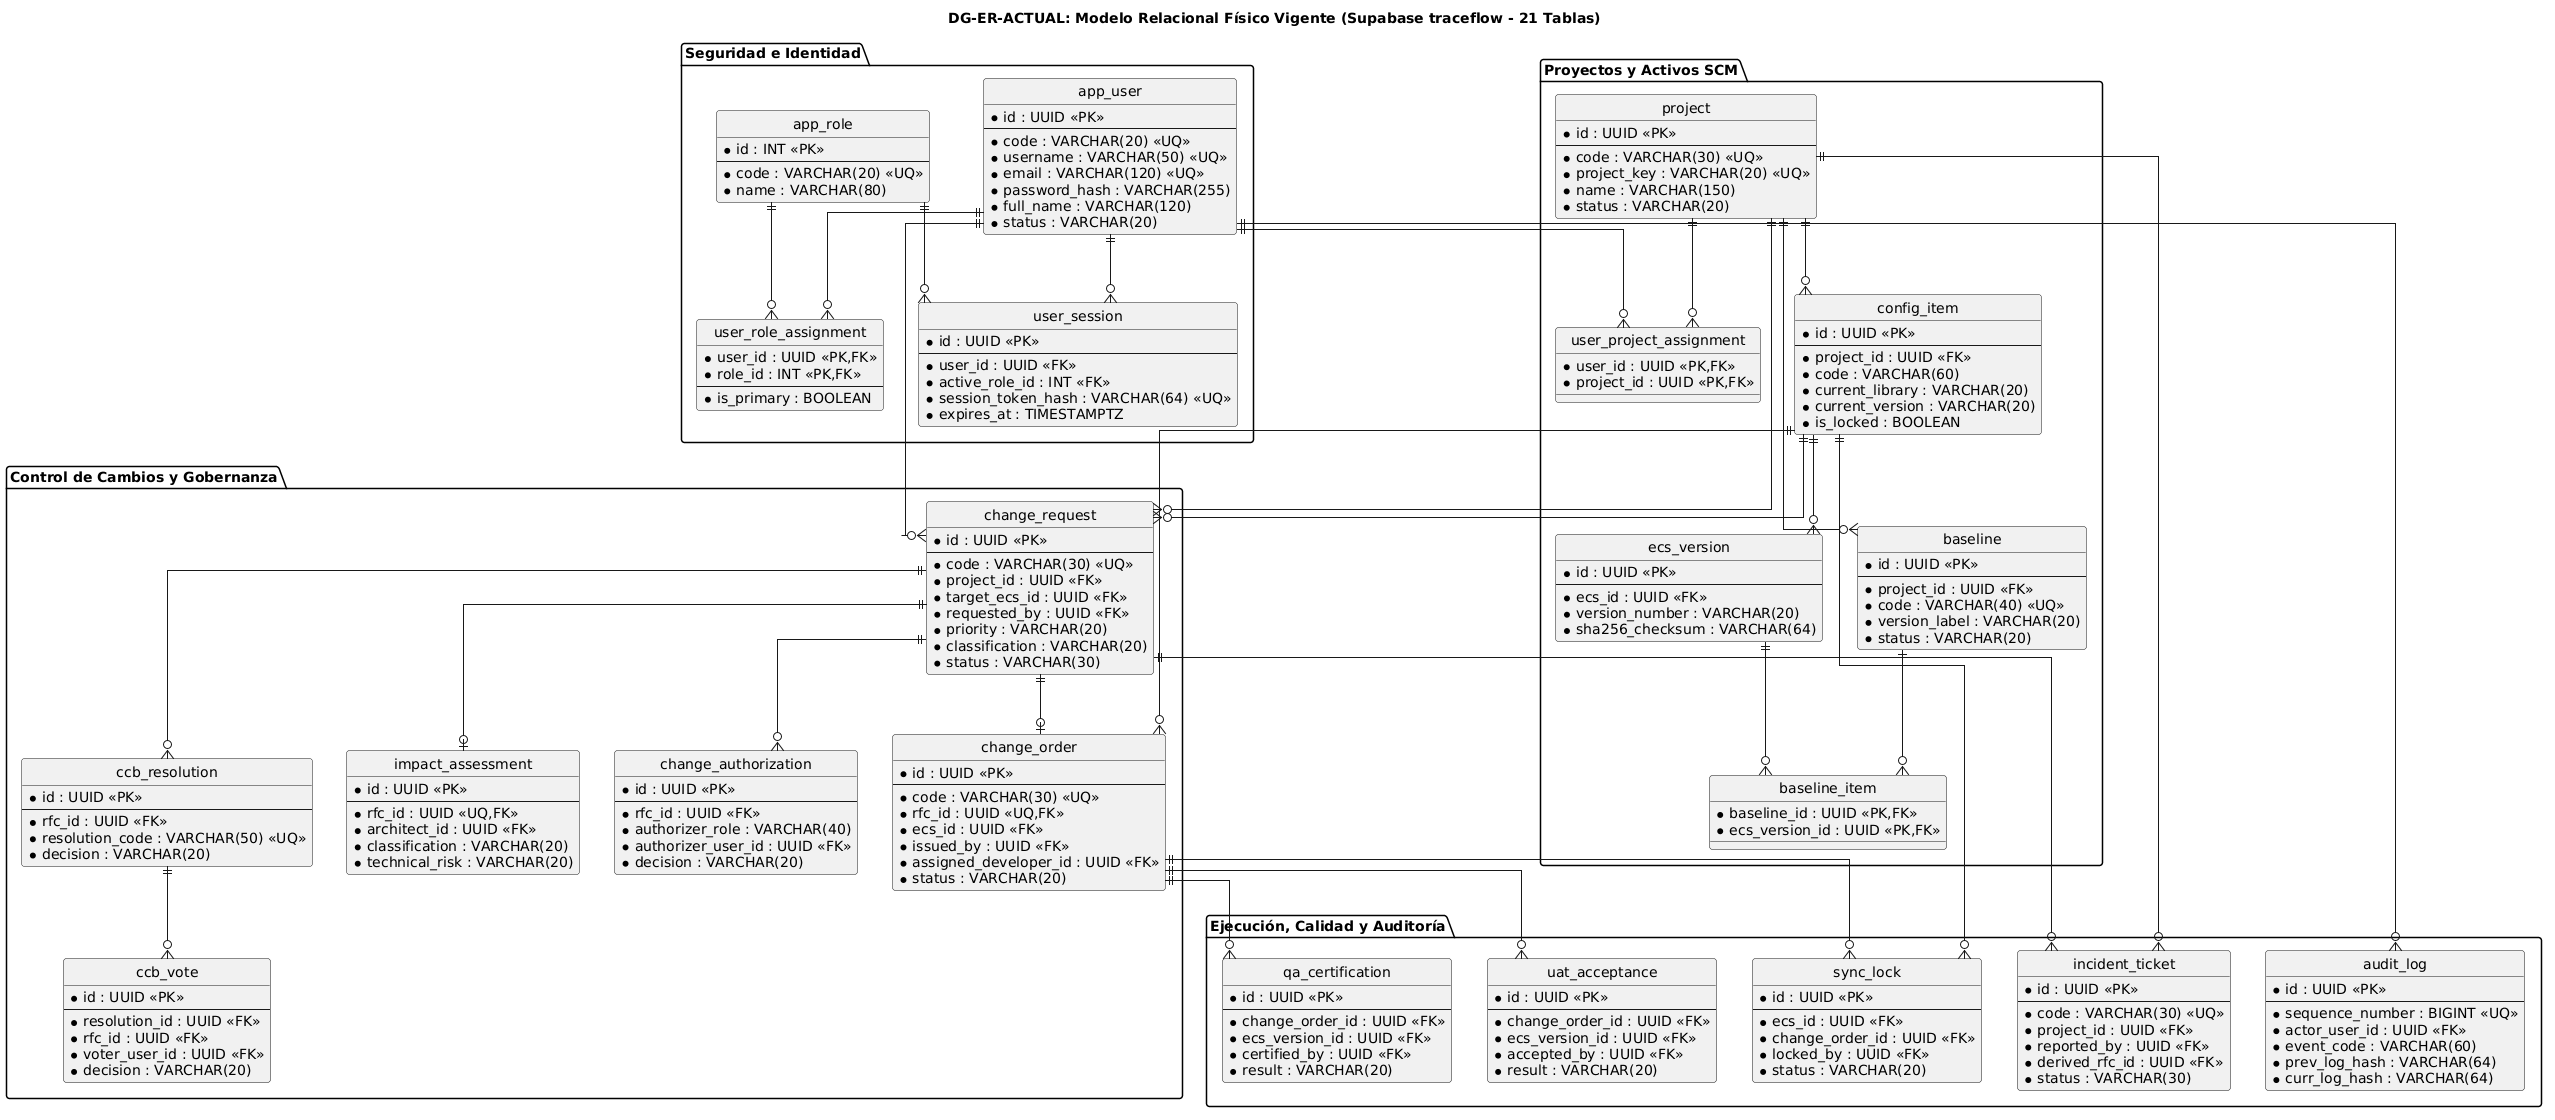 DG-ER-ACTUAL: Modelo Relacional Físico Vigente (Supabase traceflow - 21 Tablas)
Seguridad e Identidad
app_role
id : INT «PK»
code : VARCHAR(20) «UQ»
name : VARCHAR(80)
app_user
id : UUID «PK»
code : VARCHAR(20) «UQ»
username : VARCHAR(50) «UQ»
email : VARCHAR(120) «UQ»
password_hash : VARCHAR(255)
full_name : VARCHAR(120)
status : VARCHAR(20)
user_role_assignment
user_id : UUID «PK,FK»
role_id : INT «PK,FK»
is_primary : BOOLEAN
user_session
id : UUID «PK»
user_id : UUID «FK»
active_role_id : INT «FK»
session_token_hash : VARCHAR(64) «UQ»
expires_at : TIMESTAMPTZ
Proyectos y Activos SCM
project
id : UUID «PK»
code : VARCHAR(30) «UQ»
project_key : VARCHAR(20) «UQ»
name : VARCHAR(150)
status : VARCHAR(20)
user_project_assignment
user_id : UUID «PK,FK»
project_id : UUID «PK,FK»
config_item
id : UUID «PK»
project_id : UUID «FK»
code : VARCHAR(60)
current_library : VARCHAR(20)
current_version : VARCHAR(20)
is_locked : BOOLEAN
ecs_version
id : UUID «PK»
ecs_id : UUID «FK»
version_number : VARCHAR(20)
sha256_checksum : VARCHAR(64)
baseline
id : UUID «PK»
project_id : UUID «FK»
code : VARCHAR(40) «UQ»
version_label : VARCHAR(20)
status : VARCHAR(20)
baseline_item
baseline_id : UUID «PK,FK»
ecs_version_id : UUID «PK,FK»
Control de Cambios y Gobernanza
change_request
id : UUID «PK»
code : VARCHAR(30) «UQ»
project_id : UUID «FK»
target_ecs_id : UUID «FK»
requested_by : UUID «FK»
priority : VARCHAR(20)
classification : VARCHAR(20)
status : VARCHAR(30)
ccb_resolution
id : UUID «PK»
rfc_id : UUID «FK»
resolution_code : VARCHAR(50) «UQ»
decision : VARCHAR(20)
impact_assessment
id : UUID «PK»
rfc_id : UUID «UQ,FK»
architect_id : UUID «FK»
classification : VARCHAR(20)
technical_risk : VARCHAR(20)
change_authorization
id : UUID «PK»
rfc_id : UUID «FK»
authorizer_role : VARCHAR(40)
authorizer_user_id : UUID «FK»
decision : VARCHAR(20)
change_order
id : UUID «PK»
code : VARCHAR(30) «UQ»
rfc_id : UUID «UQ,FK»
ecs_id : UUID «FK»
issued_by : UUID «FK»
assigned_developer_id : UUID «FK»
status : VARCHAR(20)
ccb_vote
id : UUID «PK»
resolution_id : UUID «FK»
rfc_id : UUID «FK»
voter_user_id : UUID «FK»
decision : VARCHAR(20)
Ejecución, Calidad y Auditoría
qa_certification
id : UUID «PK»
change_order_id : UUID «FK»
ecs_version_id : UUID «FK»
certified_by : UUID «FK»
result : VARCHAR(20)
uat_acceptance
id : UUID «PK»
change_order_id : UUID «FK»
ecs_version_id : UUID «FK»
accepted_by : UUID «FK»
result : VARCHAR(20)
sync_lock
id : UUID «PK»
ecs_id : UUID «FK»
change_order_id : UUID «FK»
locked_by : UUID «FK»
status : VARCHAR(20)
incident_ticket
id : UUID «PK»
code : VARCHAR(30) «UQ»
project_id : UUID «FK»
reported_by : UUID «FK»
derived_rfc_id : UUID «FK»
status : VARCHAR(30)
audit_log
id : UUID «PK»
sequence_number : BIGINT «UQ»
actor_user_id : UUID «FK»
event_code : VARCHAR(60)
prev_log_hash : VARCHAR(64)
curr_log_hash : VARCHAR(64)